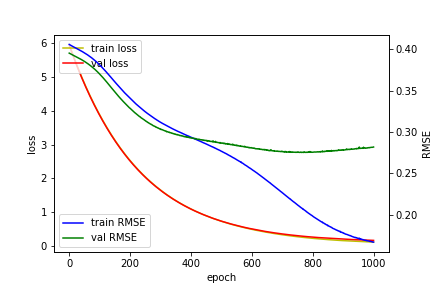 train loss
val loss
train RMSE
val RMSE
6
5
4
3
2
1
0
loss
0.40
0.35
0.30
0.25
0.20
RMSE
0
200
400
600
800
1000
epoch